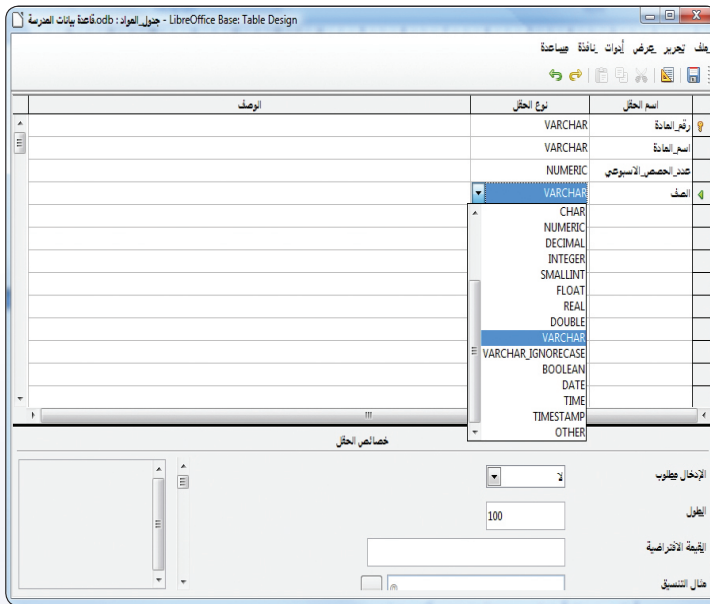 جدول_المواد : odb.قاعدة بيانات المدرسة - LibreOffice Base: Table Design
ملف تحرير عرض أدوات نافذة مساعدة
اسم الحقل نوع الحقل الوصف
رقم_المادة VARCHAR
اسم_المادة VARCHAR
عدد_الحصص_الاسبوعي NUMERIC
الصف VARCHAR
CHAR
NUMERIC
DECIMAL
INTEGER
SMALLINT
FLOAT
REAL
DOUBLE
VARCHAR
VARCHAR_IGNORECASE
BOOLEAN
DATE
TIME
TIMESTAMP
OTHER
خصائص الحقل
الإدخال مطلوب لا
الطول 100
القيمة الافتراضية
مثال التنسيق @